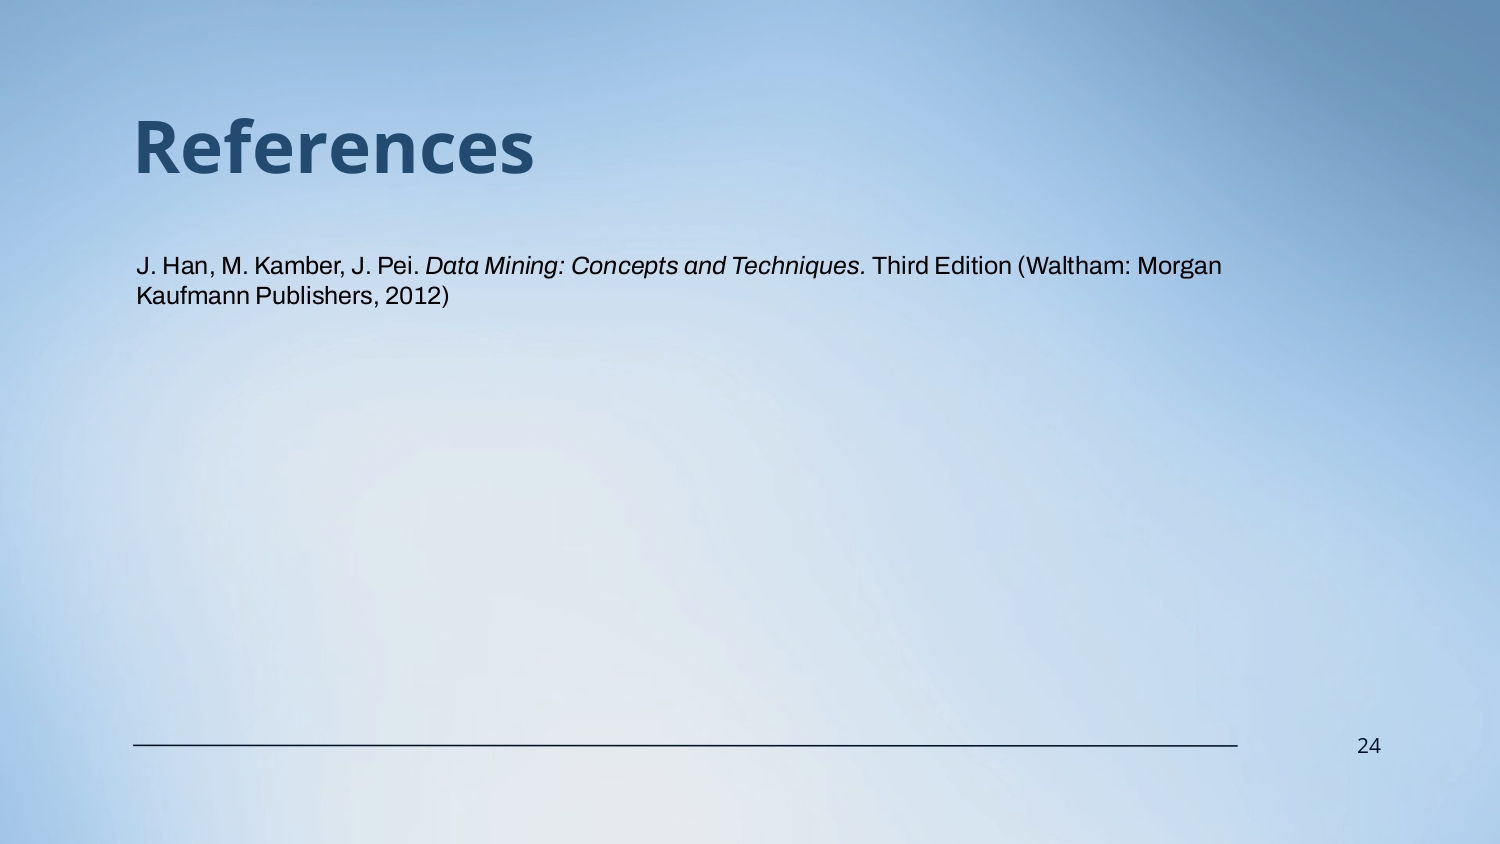 References
J. Han, M. Kamber, J. Pei. Data Mining: Concepts and Techniques. Third Edition (Waltham: Morgan
Kaufmann Publishers, 2012)
24